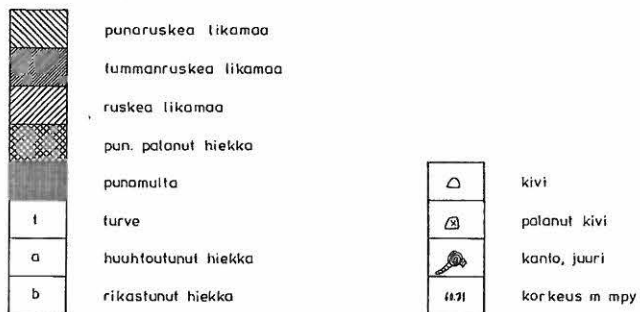 punaruskea likamaa
tummanruskea likamaa
ruskea likamaa
pun. palanut hiekka
punamulta
t turve
a huuhtoutunut hiekka
b rikastunut hiekka
kivi
x palanut kivi
kanto, juuri
korkeus m mpy